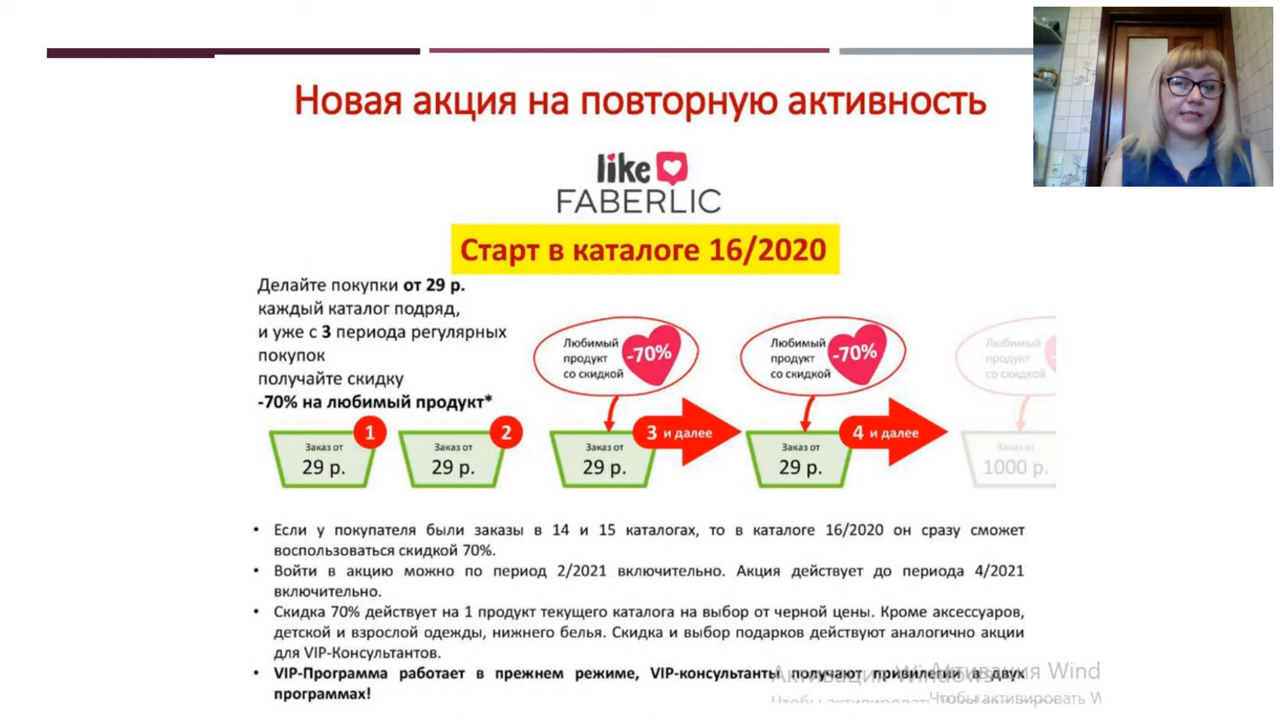 Новая акция на повторную активность
like
FABERLIC
Старт в каталоге 16/2020
Делайте покупки от 29 р.
каждый каталог подряд,
и уже с 3 периода регулярных
покупок
получайте скидку
-70% на любимый продукт*
Любимый
продукт
со скидкой
-70%
Любимый
продукт
со скидкой
-70%
Любимый
продукт
со скидкой
1
Заказ от
29 р.
2
Заказ от
29 р.
3 и далее
Заказ от
29 р.
4 и далее
Заказ от
29 р.
Заказ от
1000 р.
• Если у покупателя были заказы в 14 и 15 каталогах, то в каталоге 16/2020 он сразу сможет
воспользоваться скидкой 70%.
• Войти в акцию можно по период 2/2021 включительно. Акция действует до периода 4/2021
включительно.
• Скидка 70% действует на 1 продукт текущего каталога на выбор от черной цены. Кроме аксессуаров,
детской и взрослой одежды, нижнего белья. Скидка и выбор подарков действуют аналогично акции
для VIP-Консультантов.
• VIP-Программа работает в прежнем режиме, VIP-консультанты получают привилегии в двух
программах!
Активация Wind
Чтобы активировать W